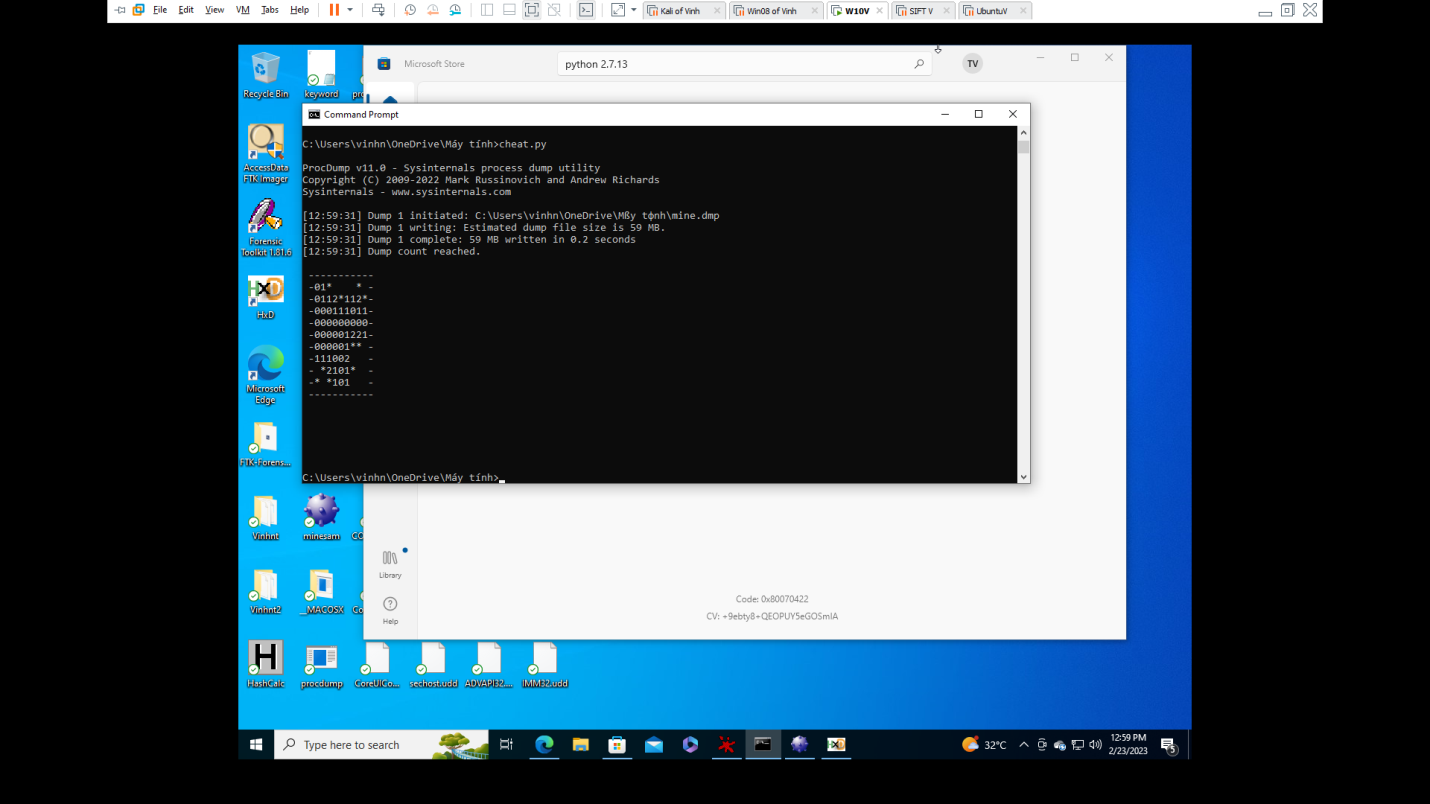 File Edit View VM Tabs Help
Kali of Vinh
Win08 of Vinh
W10V
SIFT V
UbuntuV
Microsoft Store
python 2.7.13
TV
Recycle Bin
keyword
AccessData FTK Imager
Forensic Toolkit 1.81.6
HxD
Microsoft Edge
FTK-Forens...
Vinhnt
minesam
Vinhnt2
__MACOSX
HashCalc
procdump
CoreUICo...
sechost.udd
ADVAPI32....
IMM32.udd
Command Prompt
C:\Users\vinhn\OneDrive\Máy tính>cheat.py
ProcDump v11.0 - Sysinternals process dump utility
Copyright (C) 2009-2022 Mark Russinovich and Andrew Richards
Sysinternals - www.sysinternals.com
[12:59:31] Dump 1 initiated: C:\Users\vinhn\OneDrive\Mßy tφnh\mine.dmp
[12:59:31] Dump 1 writing: Estimated dump file size is 59 MB.
[12:59:31] Dump 1 complete: 59 MB written in 0.2 seconds
[12:59:31] Dump count reached.
-----------
-01*    * -
-0112*112*-
-000111011-
-000000000-
-000001221-
-000001** -
-111002   -
- *2101*  -
-* *101   -
-----------
C:\Users\vinhn\OneDrive\Máy tính>
Library
Help
Code: 0x80070422
CV: +9ebty8+QEOPUY5eGOSmIA
Type here to search
32°C
12:59 PM
2/23/2023
5